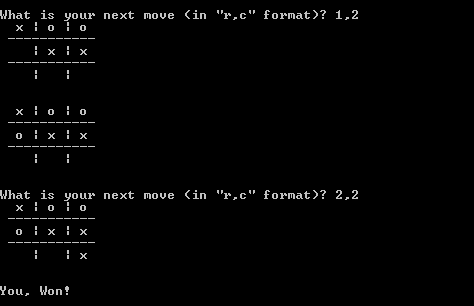 What is your next move (in "r,c" format)? 1,2
 x ¦ o ¦ o
-----------
   ¦ x ¦ x
-----------
   ¦   ¦
 x ¦ o ¦ o
-----------
 o ¦ x ¦ x
-----------
   ¦   ¦
What is your next move (in "r,c" format)? 2,2
 x ¦ o ¦ o
-----------
 o ¦ x ¦ x
-----------
   ¦   ¦ x
You, Won!